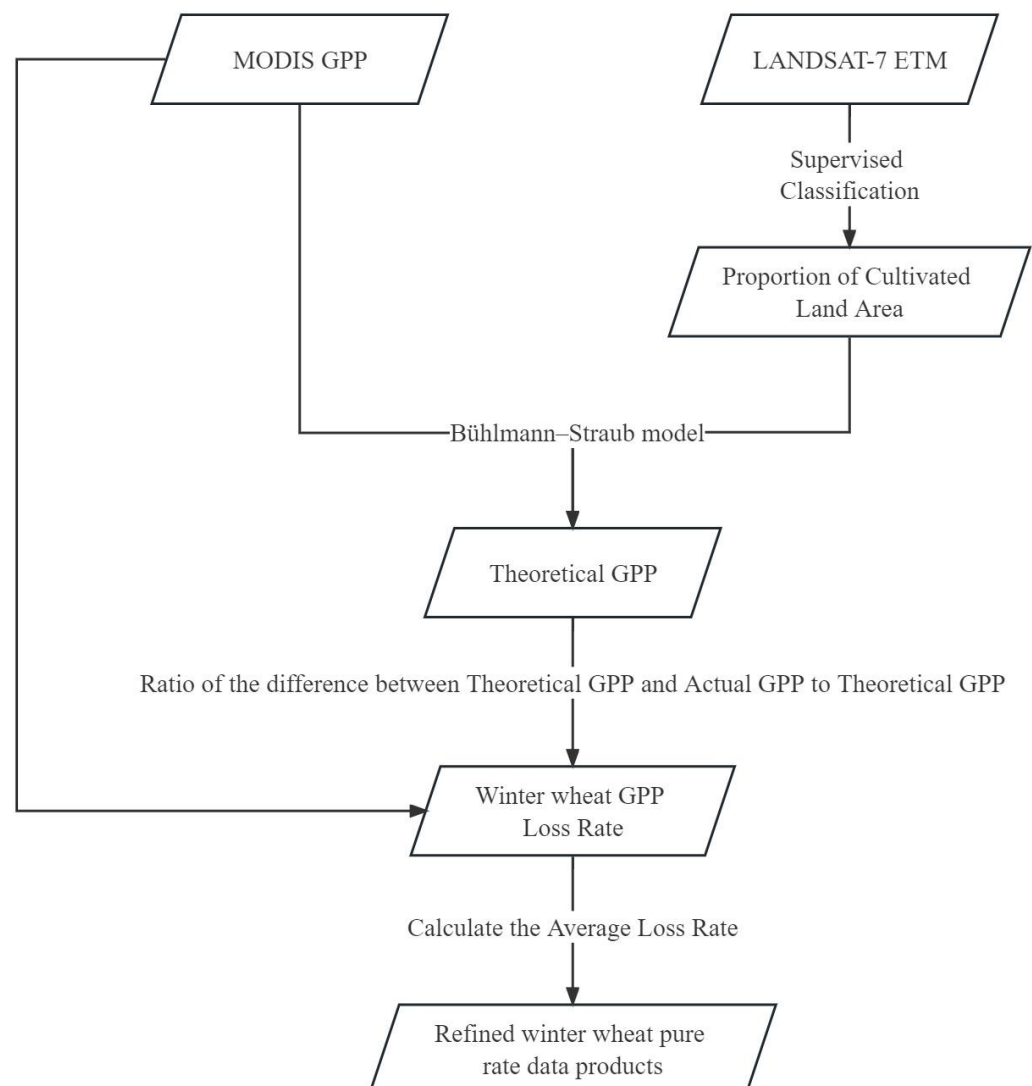 MODIS GPP
LANDSAT-7 ETM
Supervised
Classification
Proportion of Cultivated
Land Area
Bühlmann–Straub model
Theoretical GPP
Ratio of the difference between Theoretical GPP and Actual GPP to Theoretical GPP
Winter wheat GPP
Loss Rate
Calculate the Average Loss Rate
Refined winter wheat pure
rate data products